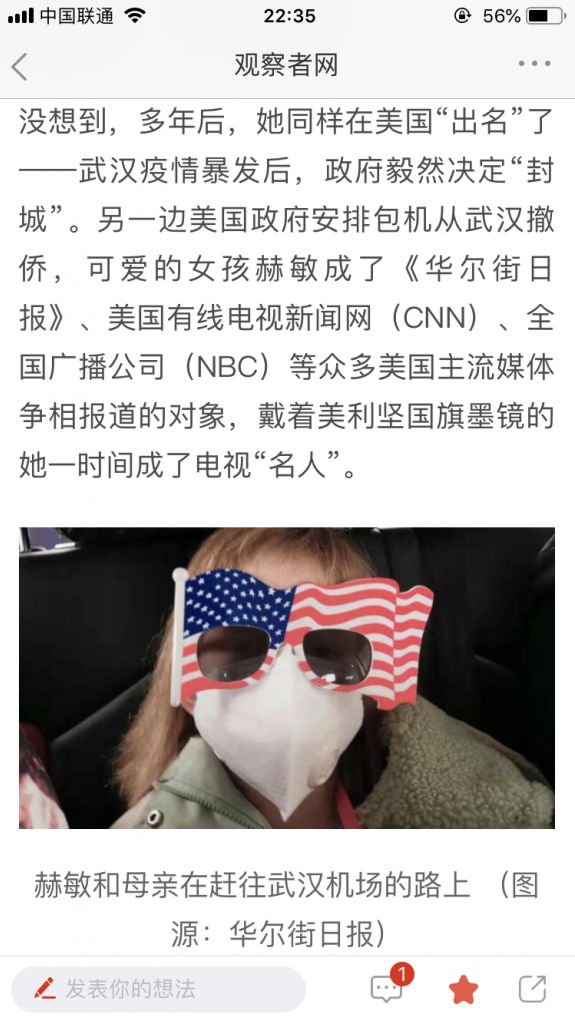 中国联通
22:35
56%
观察者网
没想到，多年后，她同样在美国“出名”了
——武汉疫情暴发后，政府毅然决定“封
城”。另一边美国政府安排包机从武汉撤
侨，可爱的女孩赫敏成了《华尔街日
报》、美国有线电视新闻网（CNN）、全
国广播公司（NBC）等众多美国主流媒体
争相报道的对象，戴着美利坚国旗墨镜的
她一时间成了电视“名人”。
赫敏和母亲在赶往武汉机场的路上 （图
源：华尔街日报）
发表你的想法
1